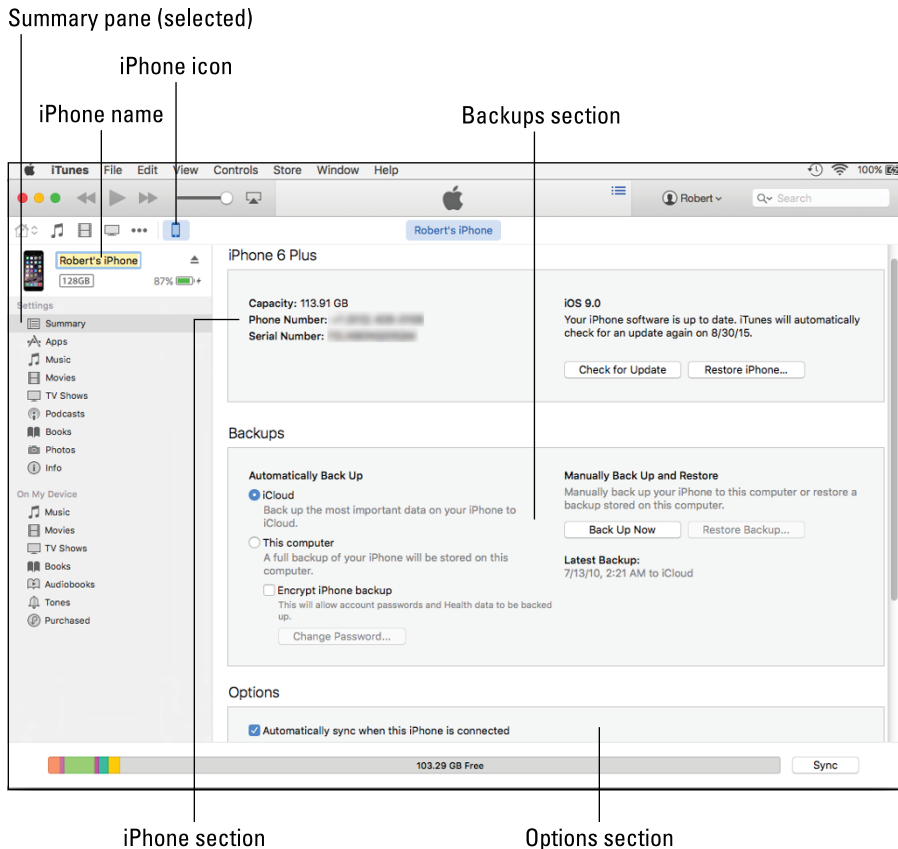 Summary pane (selected)
iPhone icon
iPhone name
Backups section
iTunes File Edit View Controls Store Window Help 100%
Robert Search
Robert's iPhone
Robert's iPhone
128GB 87%
Settings
Summary
Apps
Music
Movies
TV Shows
Podcasts
Books
Photos
Info
On My Device
Music
Movies
TV Shows
Books
Audiobooks
Tones
Purchased
iPhone 6 Plus
Capacity: 113.91 GB
Phone Number:
Serial Number:
iOS 9.0
Your iPhone software is up to date. iTunes will automatically
check for an update again on 8/30/15.
Check for Update Restore iPhone...
Backups
Automatically Back Up
iCloud
Back up the most important data on your iPhone to
iCloud.
This computer
A full backup of your iPhone will be stored on this
computer.
Encrypt iPhone backup
This will allow account passwords and Health data to be backed
up.
Change Password...
Manually Back Up and Restore
Manually back up your iPhone to this computer or restore a
backup stored on this computer.
Back Up Now Restore Backup...
Latest Backup:
7/13/10, 2:21 AM to iCloud
Options
Automatically sync when this iPhone is connected
103.29 GB Free Sync
iPhone section
Options section